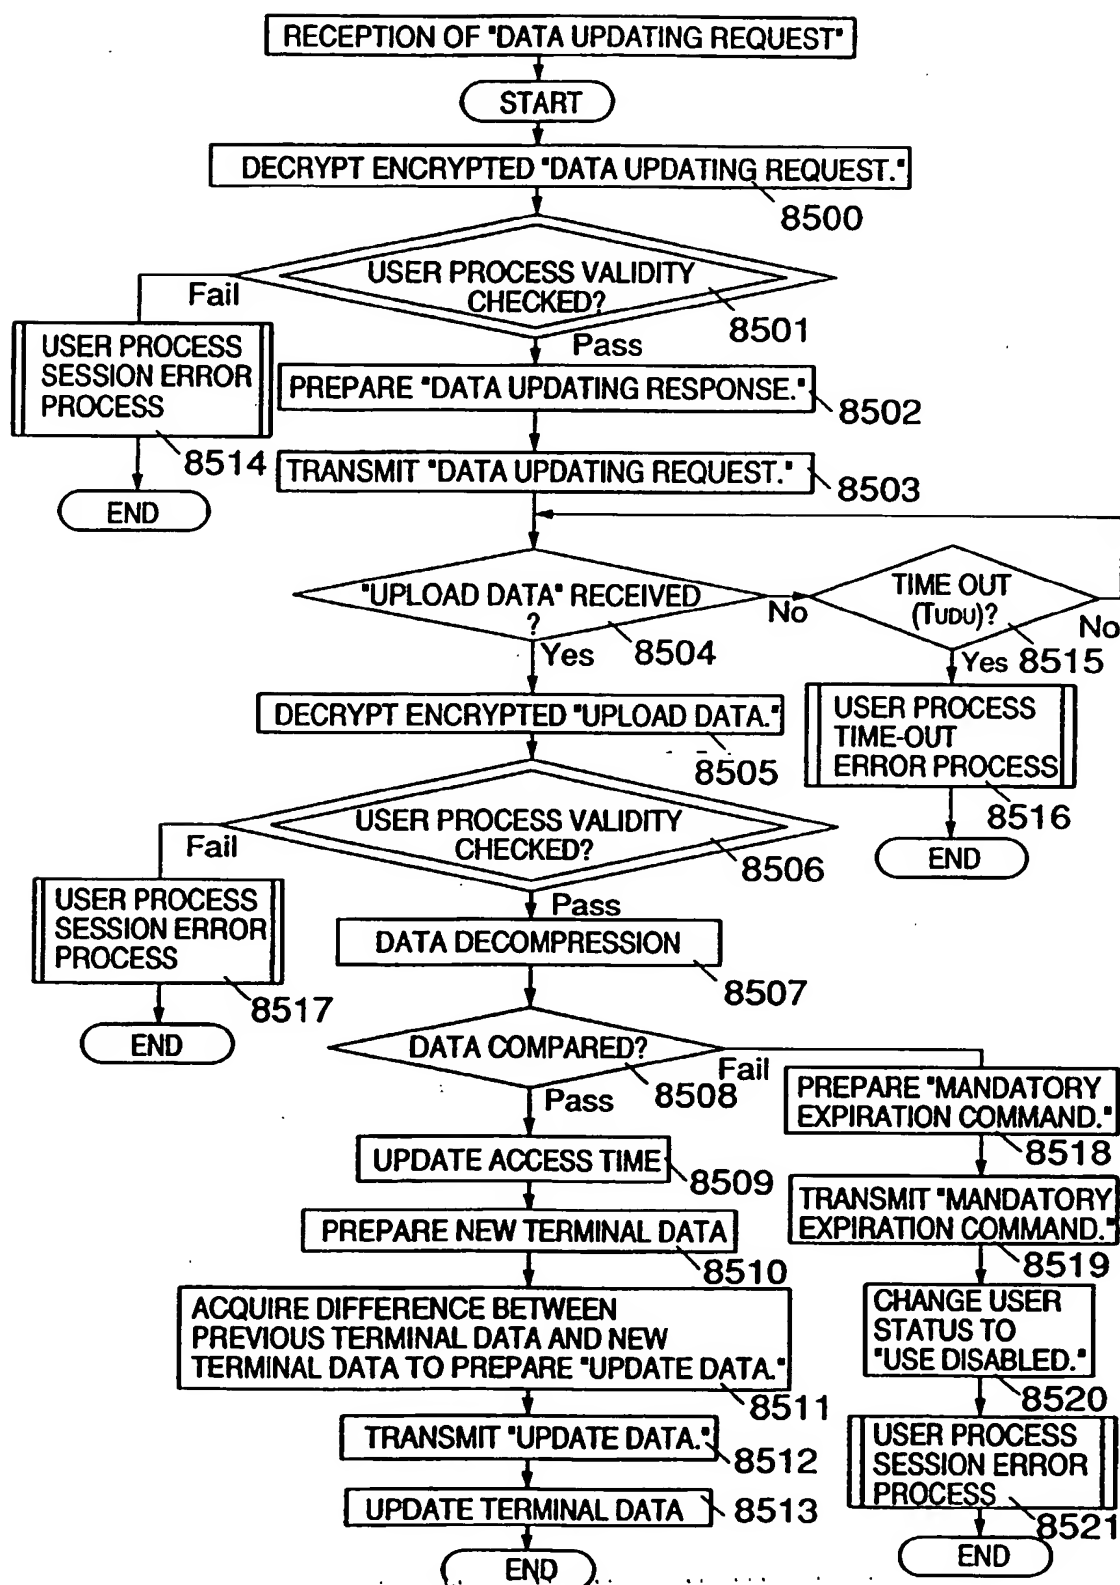 RECEPTION OF "DATA UPDATING REQUEST"
START
DECRYPT ENCRYPTED "DATA UPDATING REQUEST."
8500
USER PROCESS VALIDITY
CHECKED?
8501
Fail
Pass
USER PROCESS
SESSION ERROR
PROCESS
8514
END
PREPARE "DATA UPDATING RESPONSE."
8502
TRANSMIT "DATA UPDATING REQUEST."
8503
"UPLOAD DATA" RECEIVED
?
8504
No
Yes
TIME OUT
(TUDU)?
8515
No
Yes
USER PROCESS
TIME-OUT
ERROR PROCESS
8516
END
DECRYPT ENCRYPTED "UPLOAD DATA."
8505
USER PROCESS VALIDITY
CHECKED?
8506
Fail
Pass
USER PROCESS
SESSION ERROR
PROCESS
8517
END
DATA DECOMPRESSION
8507
DATA COMPARED?
8508
Fail
Pass
UPDATE ACCESS TIME
8509
PREPARE NEW TERMINAL DATA
8510
ACQUIRE DIFFERENCE BETWEEN
PREVIOUS TERMINAL DATA AND NEW
TERMINAL DATA TO PREPARE "UPDATE DATA."
8511
TRANSMIT "UPDATE DATA."
8512
UPDATE TERMINAL DATA
8513
END
PREPARE "MANDATORY
EXPIRATION COMMAND."
8518
TRANSMIT "MANDATORY
EXPIRATION COMMAND."
8519
CHANGE USER
STATUS TO
"USE DISABLED."
8520
USER PROCESS
SESSION ERROR
PROCESS
8521
END